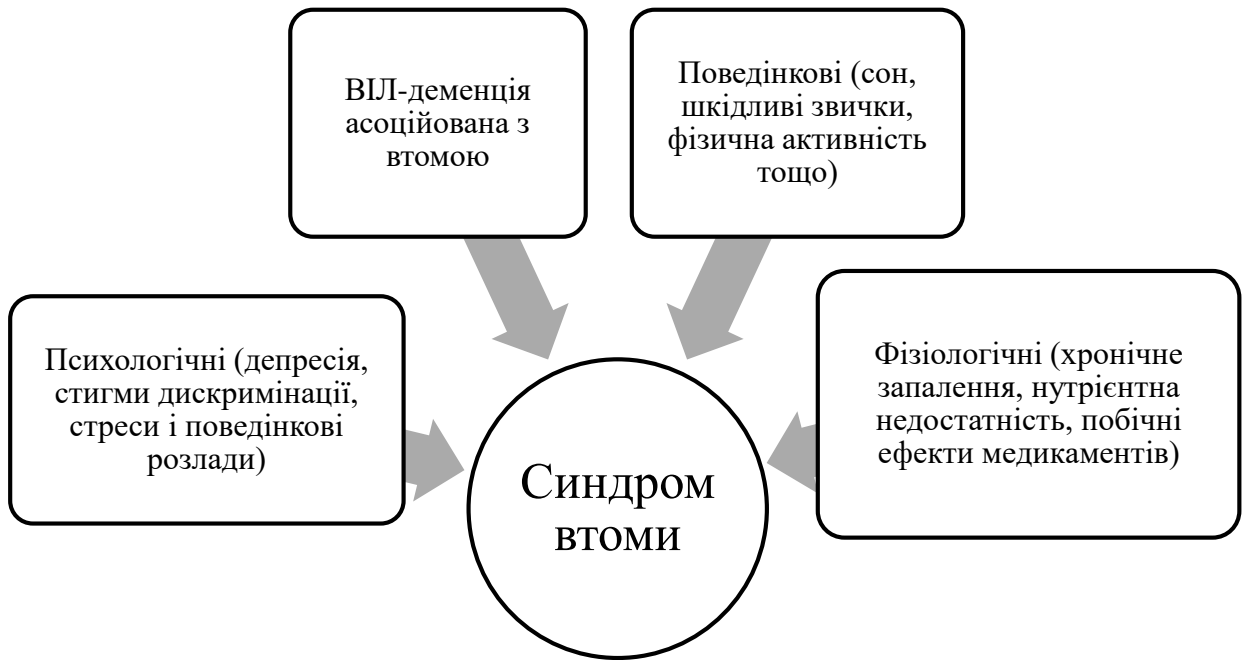 ВІЛ-деменція
асоційована з
втомою
Поведінкові (сон,
шкідливі звички,
фізична активність
тощо)
Психологічні (депресія,
стигми дискримінації,
стреси і поведінкові
розлади)
Фізіологічні (хронічне
запалення, нутрієнтна
недостатність, побічні
ефекти медикаментів)
Синдром
втоми